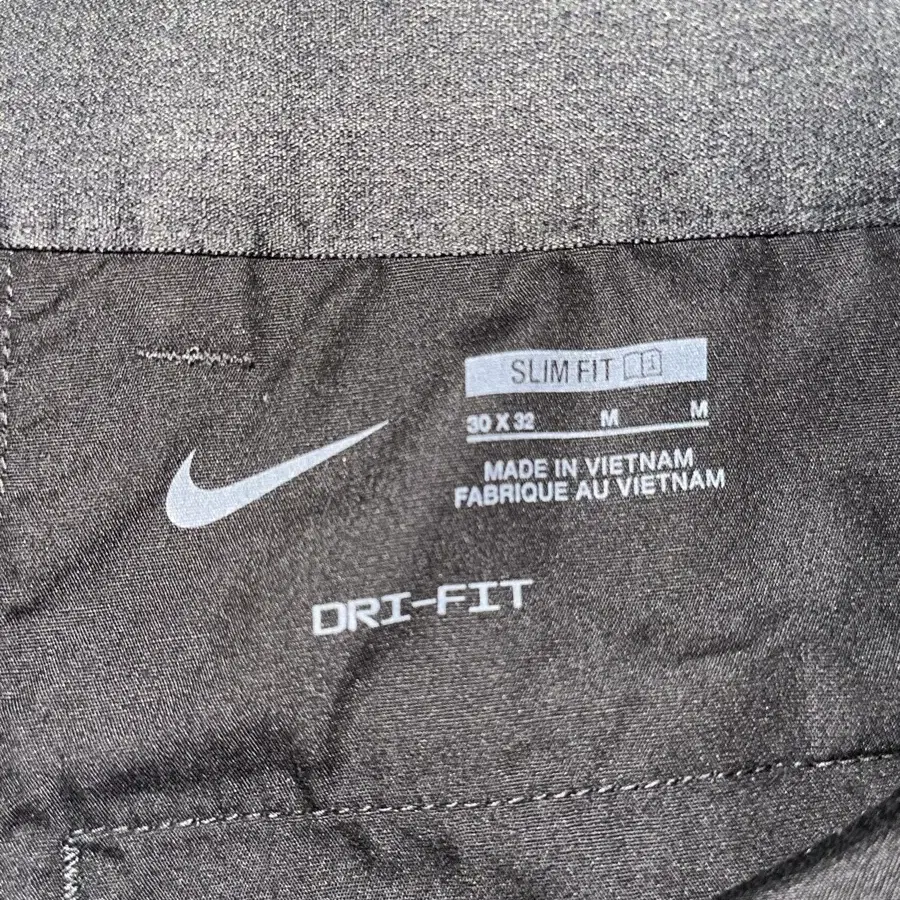 SLIM FIT
30 X 32 M M
MADE IN VIETNAM
FABRIQUE AU VIETNAM
DRI-FIT